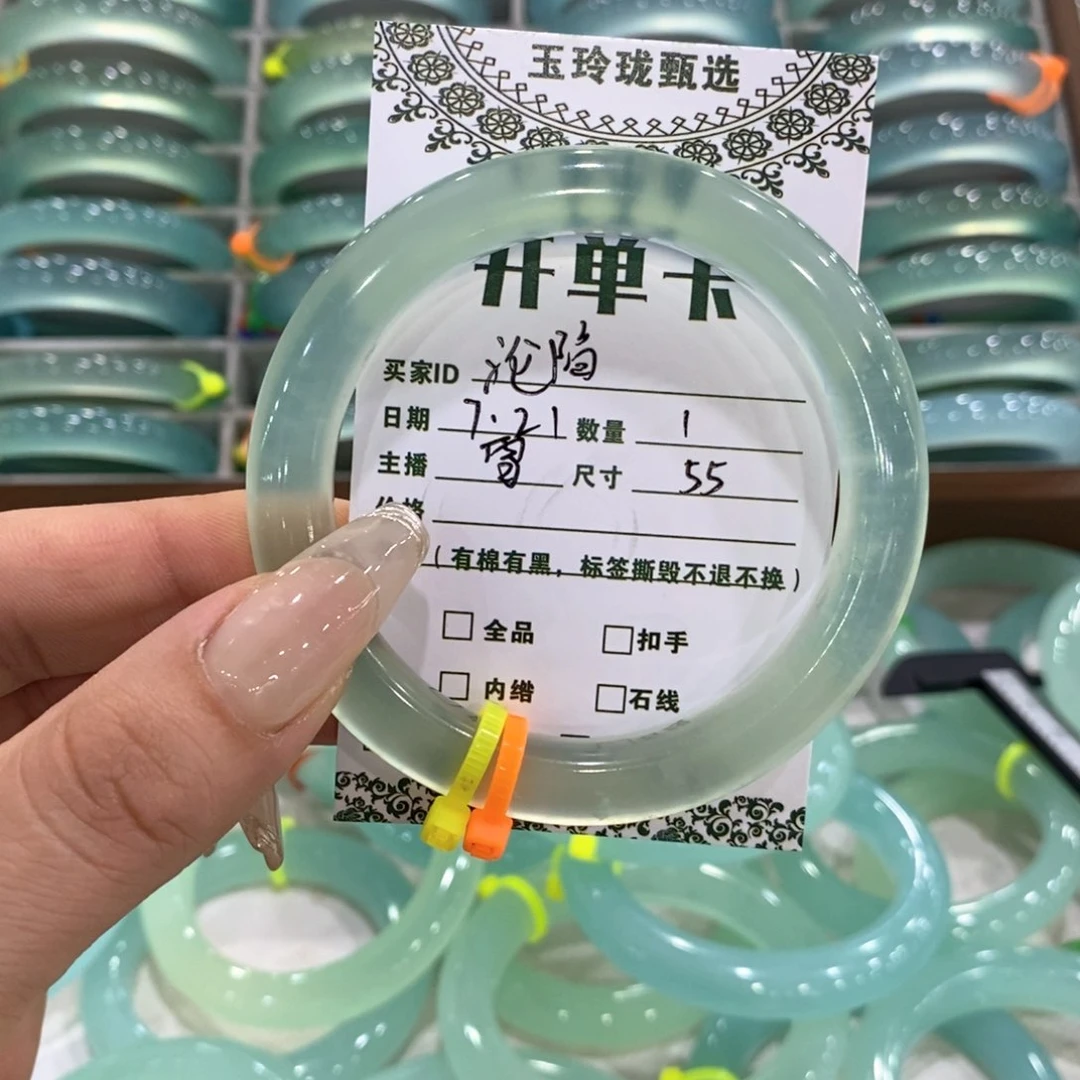 玉玲珑甄选
开单卡
买家ID 沦陷
日期 7.21 数量 1
主播 雪 尺寸 55
价格
(有棉有黑,标签撕毁不退不换)
□全品 □扣手
□内绺 □石线